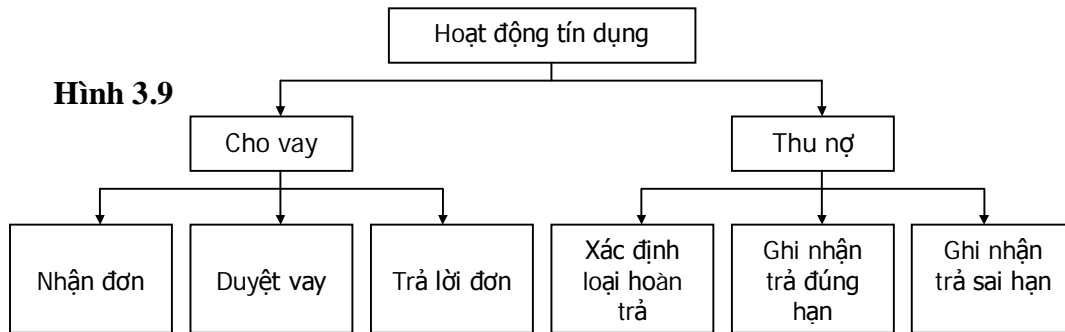 Hoạt động tín dụng
Hình 3.9
Cho vay
Thu nợ
Nhận đơn
Duyệt vay
Trả lời đơn
Xác định
loại hoàn
trả
Ghi nhận
trả đúng
hạn
Ghi nhận
trả sai hạn